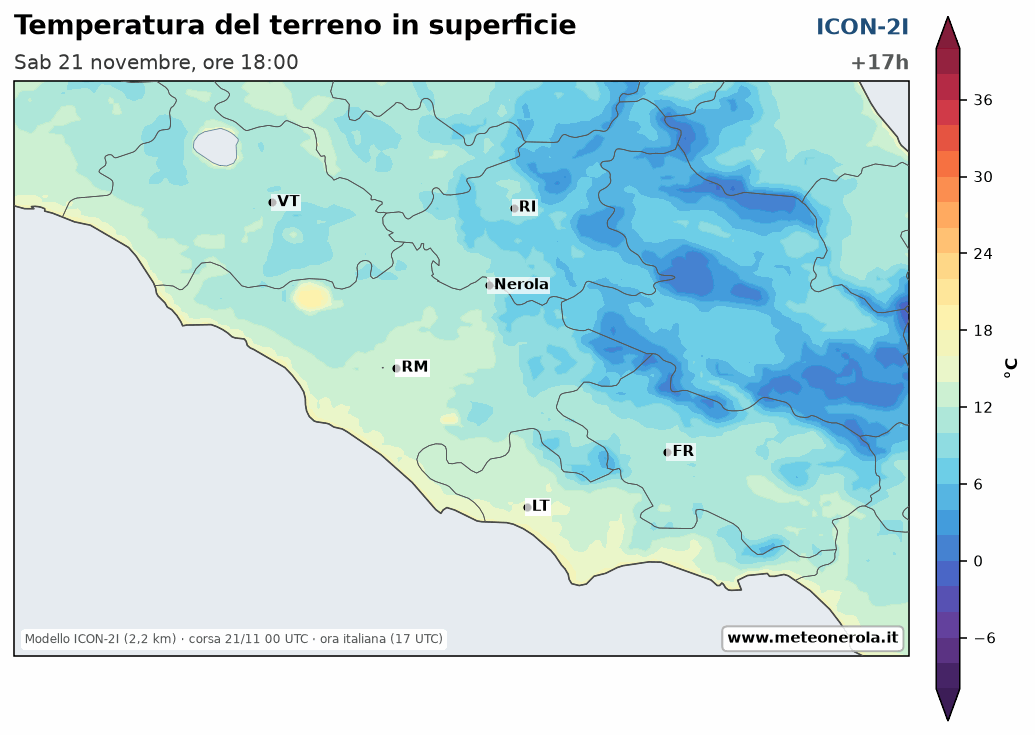 Temperatura del terreno in superficie
ICON-2I
Sab 21 novembre, ore 18:00
+17h
VT
RI
Nerola
RM
FR
LT
36
30
24
18
12
6
0
−6
°C
Modello ICON-2I (2,2 km) · corsa 21/11 00 UTC · ora italiana (17 UTC)
www.meteonerola.it